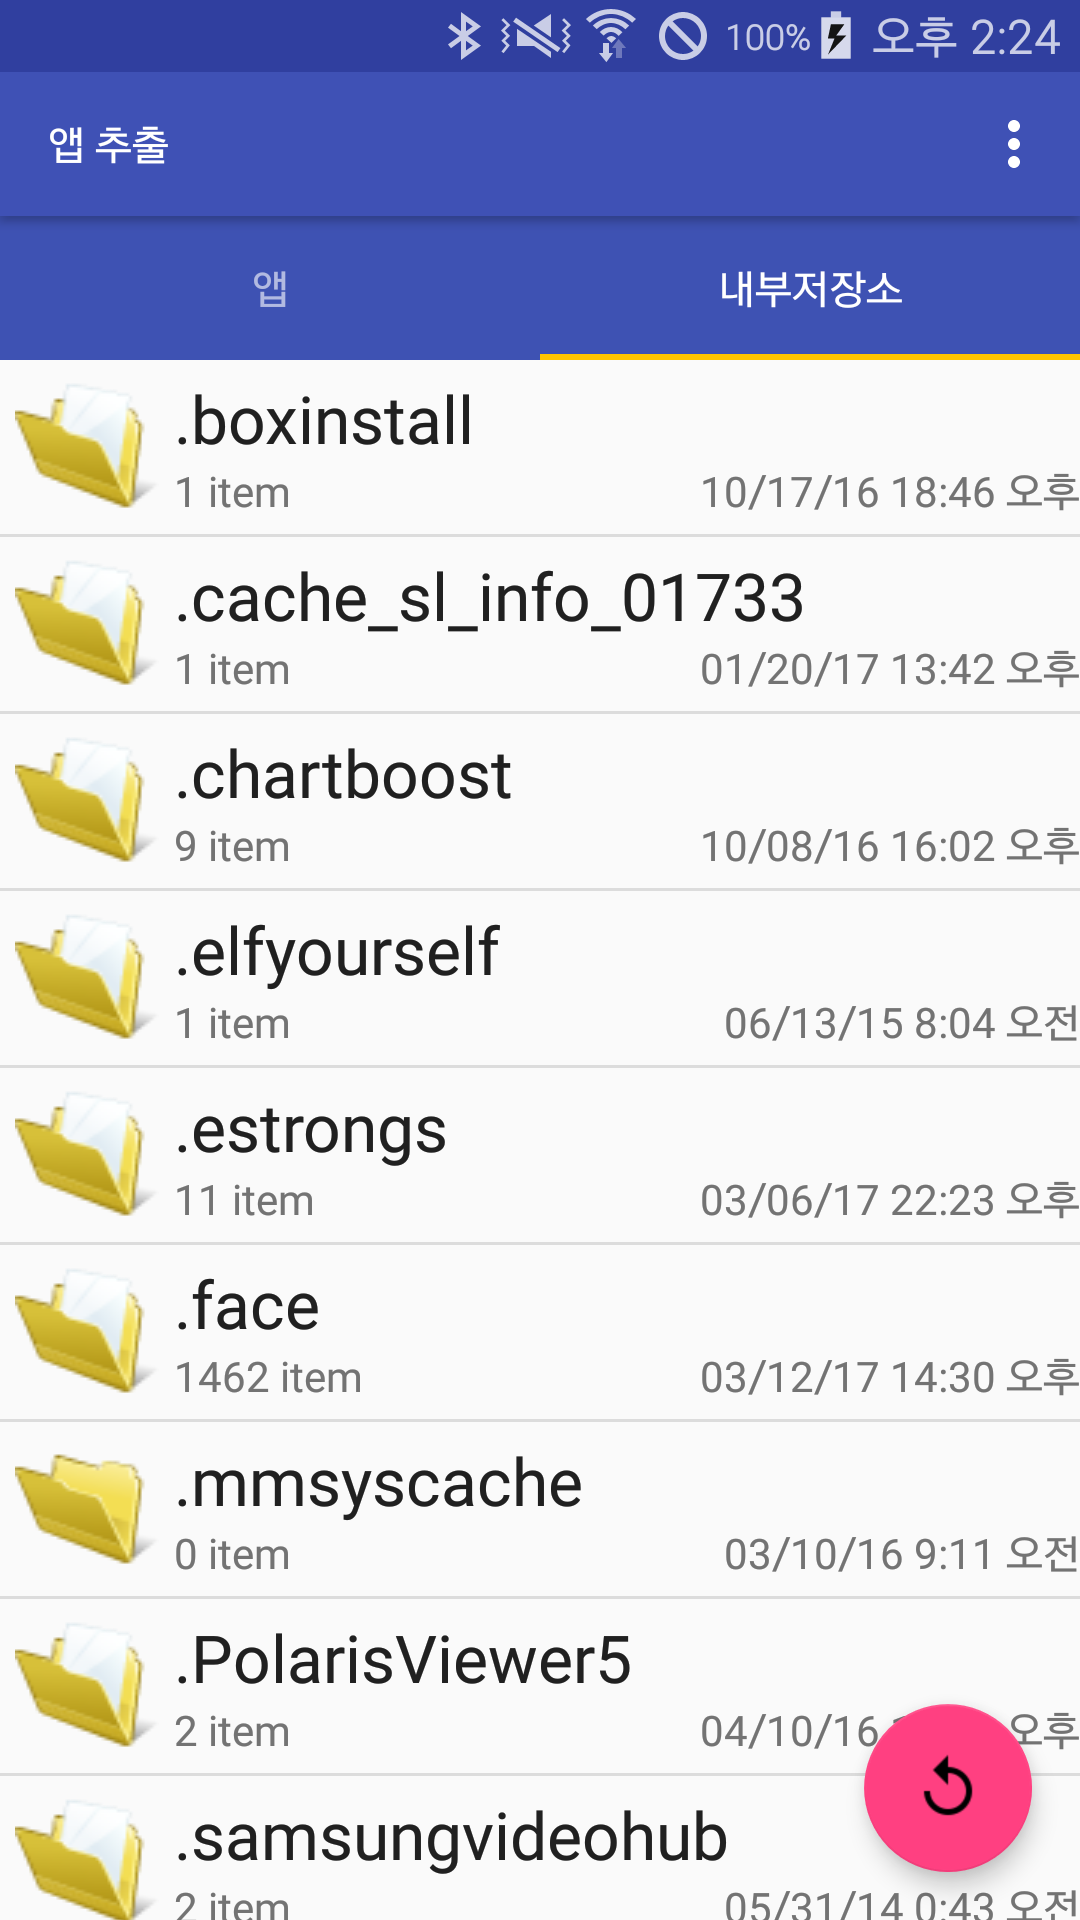 100% 오후 2:24
앱 추출
앱 내부저장소
.boxinstall
1 item 10/17/16 18:46 오후
.cache_sl_info_01733
1 item 01/20/17 13:42 오후
.chartboost
9 item 10/08/16 16:02 오후
.elfyourself
1 item 06/13/15 8:04 오전
.estrongs
11 item 03/06/17 22:23 오후
.face
1462 item 03/12/17 14:30 오후
.mmsyscache
0 item 03/10/16 9:11 오전
.PolarisViewer5
2 item 04/10/16 오후
.samsungvideohub
2 item 05/31/14 0:43 오전